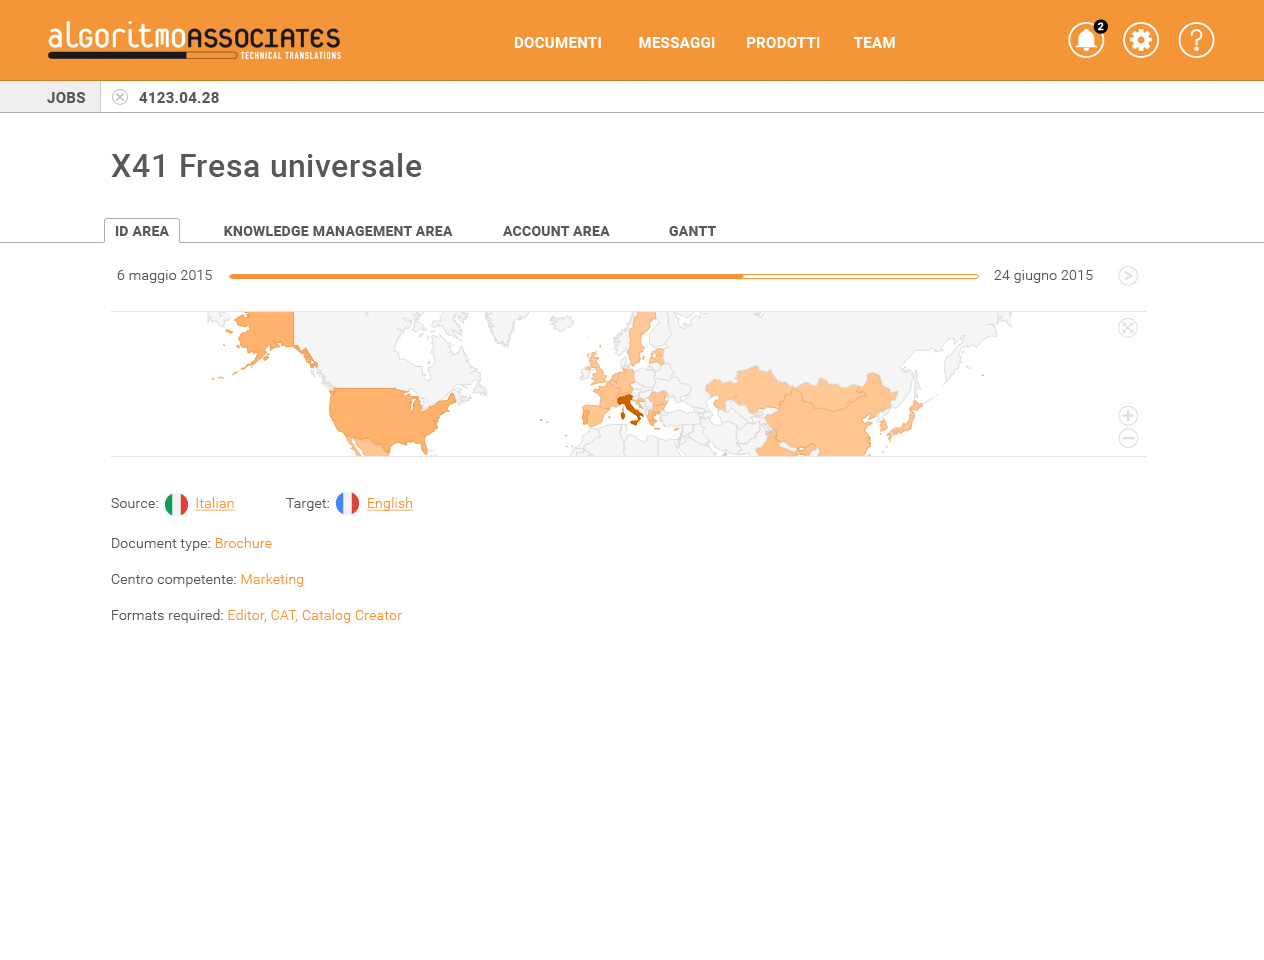 algoritmoASSOCIATES
TECHNICAL TRANSLATIONS
DOCUMENTI MESSAGGI PRODOTTI TEAM
2
?
JOBS 4123.04.28
X41 Fresa universale
ID AREA KNOWLEDGE MANAGEMENT AREA ACCOUNT AREA GANTT
6 maggio 2015 24 giugno 2015 >
Source: Italian Target: English
Document type: Brochure
Centro competente: Marketing
Formats required: Editor, CAT, Catalog Creator